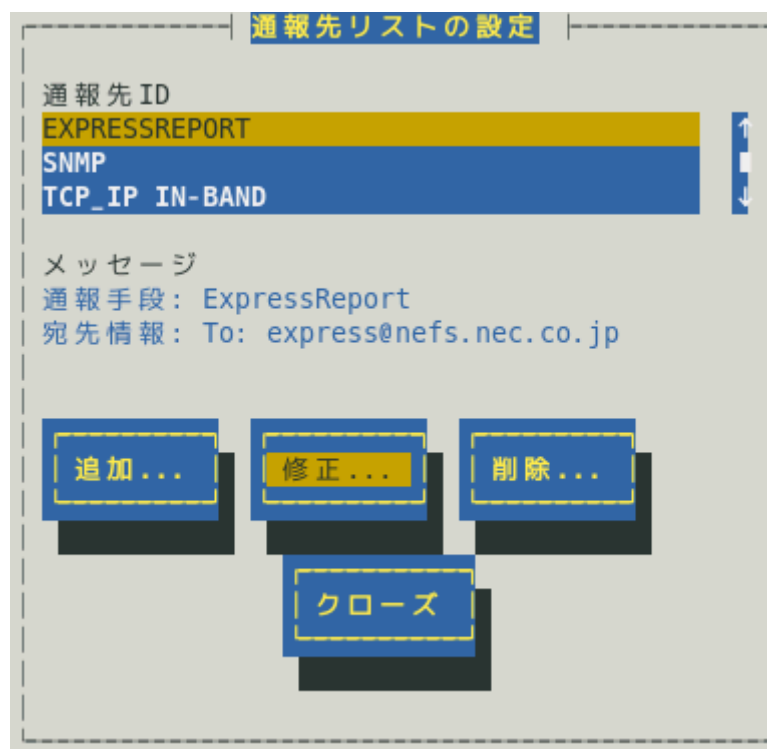 通報先リストの設定
通報先ID
EXPRESSREPORT
SNMP
TCP_IP IN-BAND
メッセージ
通報手段: ExpressReport
宛先情報: To: express@nefs.nec.co.jp
追加... 修正... 削除...
クローズ